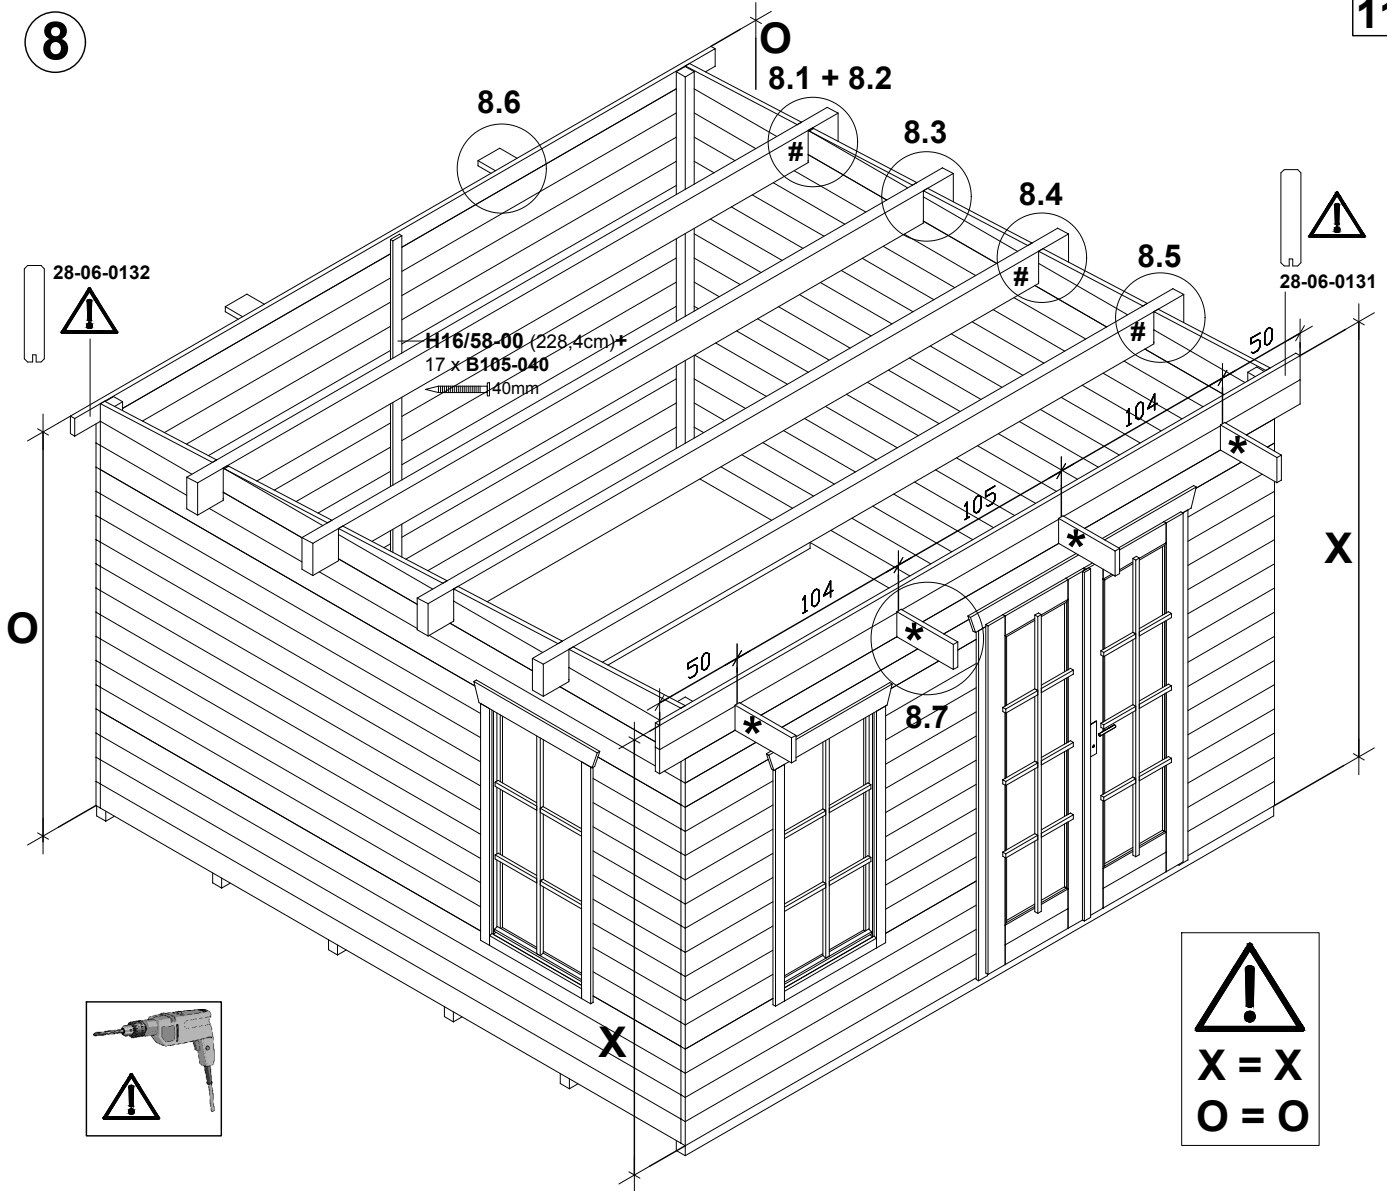 8
11
O
8.1 + 8.2
8.6
8.3
#
8.4
8.5
#
#
28-06-0132
28-06-0131
H16/58-00 (228,4cm)+
17 x B105-040
40mm
50
104
105
104
50
*
*
*
*
8.7
O
X
X
X = X
O = O